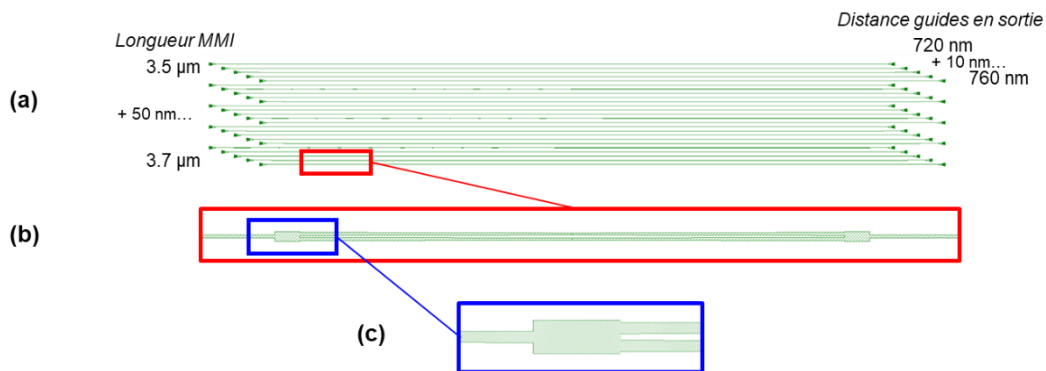 Longueur MMI
Distance guides en sortie
720 nm
+ 10 nm…
760 nm
3.5 µm
(a)
+ 50 nm…
3.7 µm
(b)
(c)